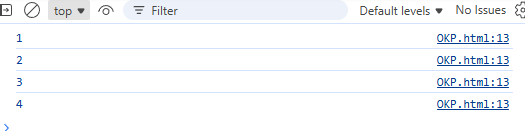 top Filter Default levels No Issues
1 OKP.html:13
2 OKP.html:13
3 OKP.html:13
4 OKP.html:13